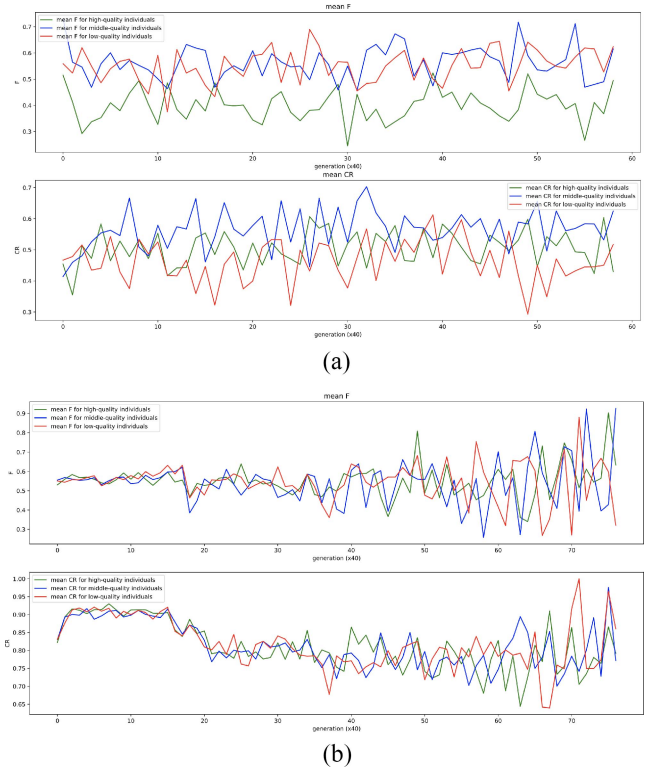 mean F
mean F for high-quality individuals
mean F for middle-quality individuals
mean F for low-quality individuals
0.7
0.6
0.5
0.4
0.3
F
0 10 20 30 40 50 60
generation (x40)
mean CR
mean CR for high-quality individuals
mean CR for middle-quality individuals
mean CR for low-quality individuals
0.7
0.6
0.5
0.4
0.3
CR
0 10 20 30 40 50 60
generation (x40)
(a)
mean F
mean F for high-quality individuals
mean F for middle-quality individuals
mean F for low-quality individuals
0.9
0.8
0.7
0.6
0.5
0.4
0.3
F
0 10 20 30 40 50 60 70
generation (x40)
mean CR for high-quality individuals
mean CR for middle-quality individuals
mean CR for low-quality individuals
1.00
0.95
0.90
0.85
0.80
0.75
0.70
0.65
CR
0 10 20 30 40 50 60 70
generation (x40)
(b)